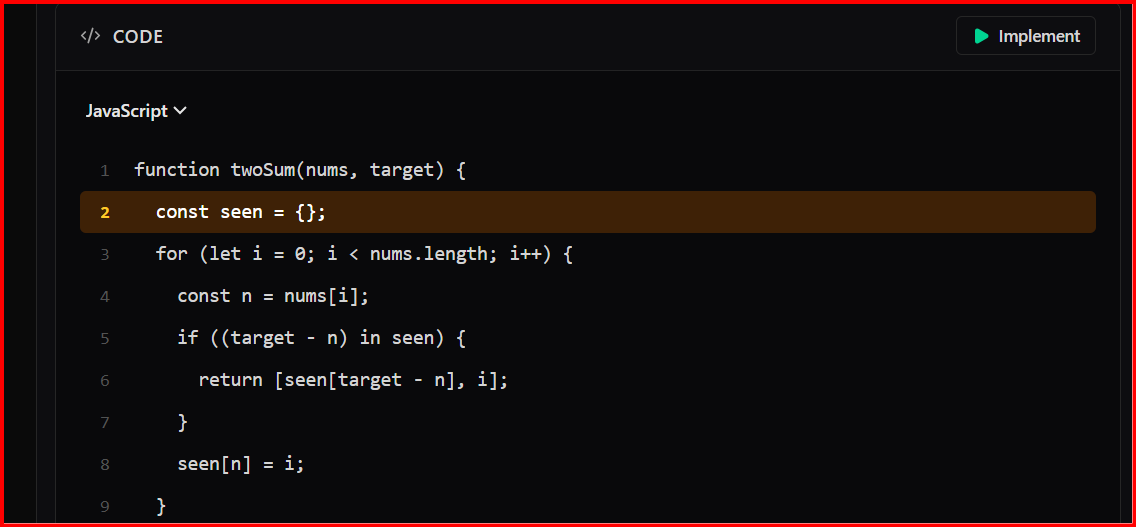 </> CODE
Implement
JavaScript
1 function twoSum(nums, target) {
2   const seen = {};
3   for (let i = 0; i < nums.length; i++) {
4     const n = nums[i];
5     if ((target - n) in seen) {
6       return [seen[target - n], i];
7     }
8     seen[n] = i;
9   }